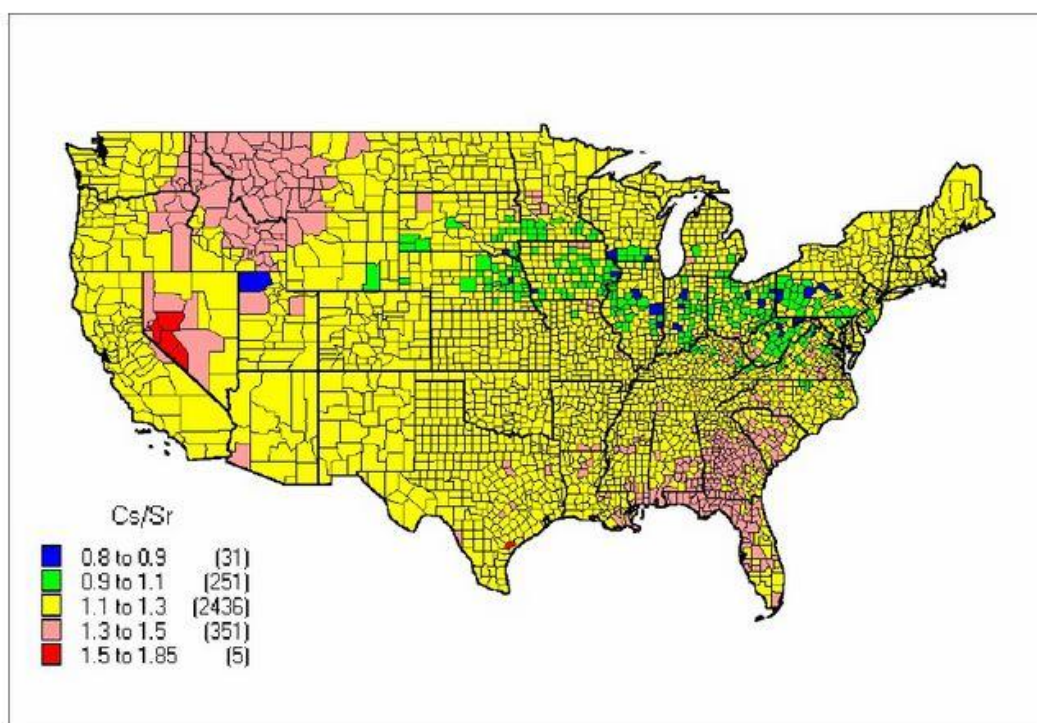 Cs/Sr
0.8 to 0.9 (31)
0.9 to 1.1 (251)
1.1 to 1.3 (2436)
1.3 to 1.5 (351)
1.5 to 1.85 (5)